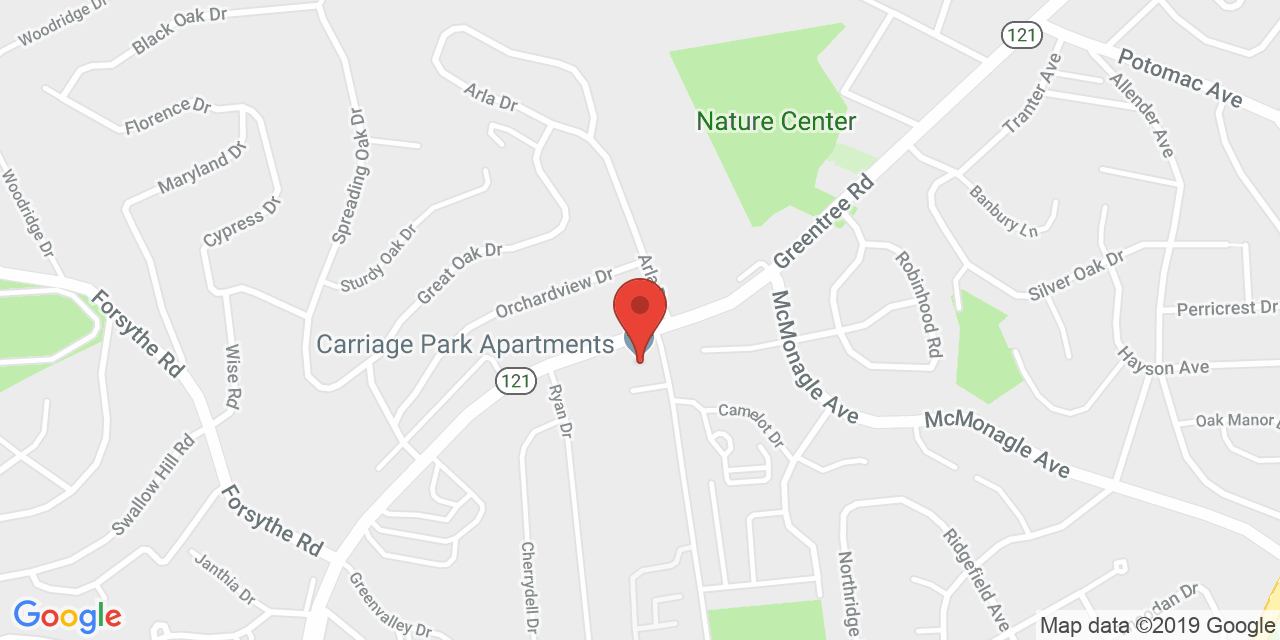 Woodridge Dr
Black Oak Dr
121
Potomac Ave
Arla Dr
Tranter Ave
Allender Ave
Florence Dr
Nature Center
Maryland Dr
Spreading Oak Dr
Woodridge Dr
Cypress Dr
Banbury Ln
Greentree Rd
Sturdy Oak Dr
Great Oak Dr
Orchardview Dr
Arla
Robinhood Rd
Silver Oak Dr
Perricrest Dr
Forsythe Rd
McMonagle Ave
Carriage Park Apartments
Wise Rd
Hayson Ave
121
Ryan Dr
Camelot Dr
McMonagle Ave
Oak Manor
Swallow Hill Rd
Forsythe Rd
Cherrydell Dr
Northridge
Ridgefield Ave
Janthia Dr
Greenvalley Dr
odan Dr
Google
Map data ©2019 Google